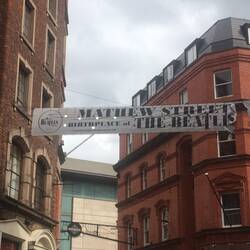 MATHEW STREET
BIRTHPLACE of THE BEATLES
THE BEATLES